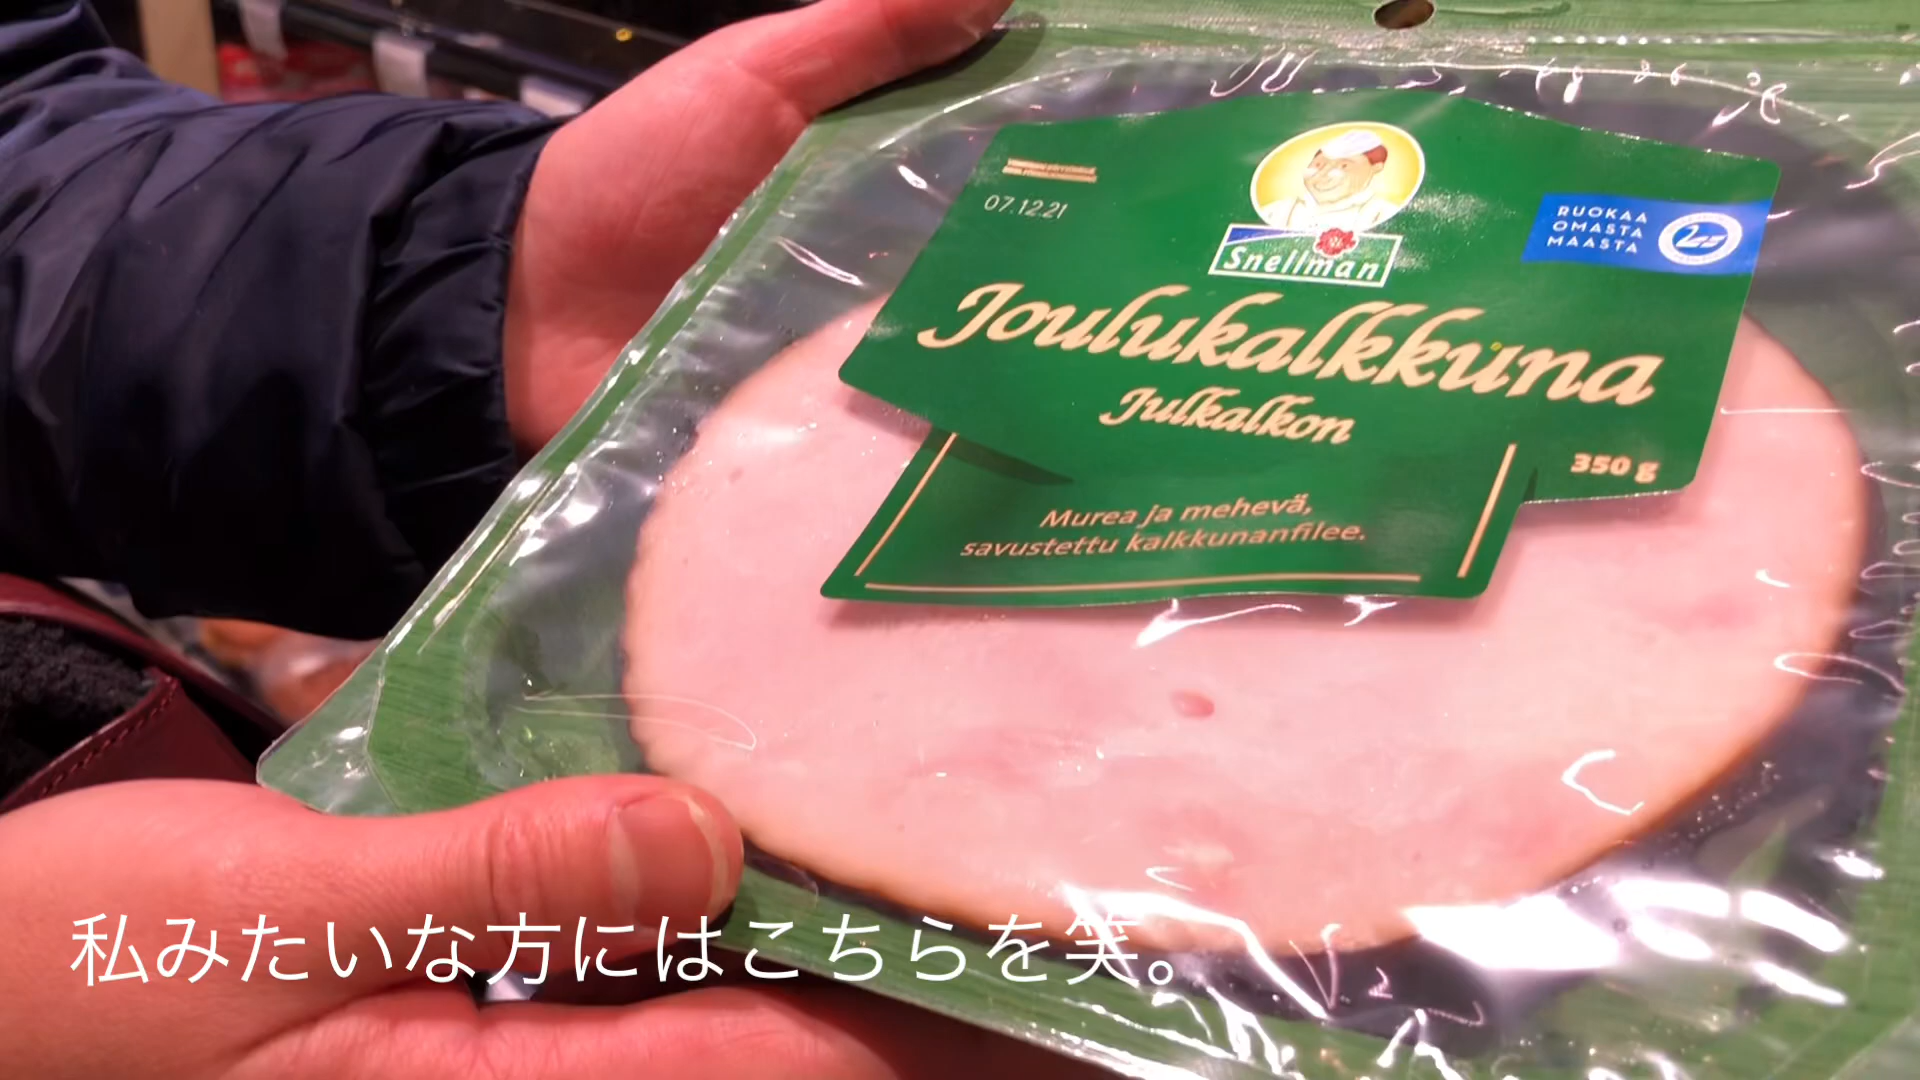 07.12.21
Snellman
RUOKAA
OMASTA
MAASTA
Joulukalkkuna
Julkalkon
350 g
Murea ja mehevä,
savustettu kalkkunanfilee.
私みたいな方にはこちらを笑。